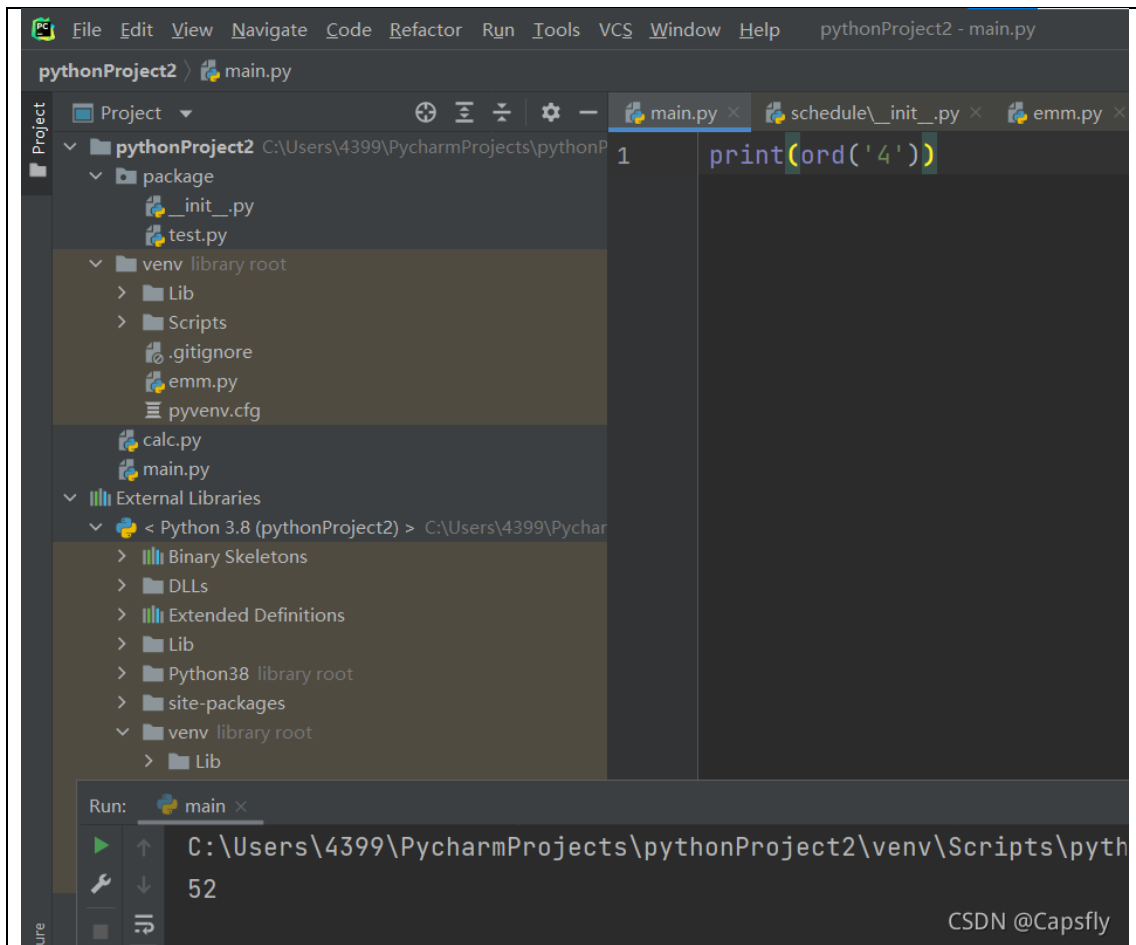 PC File Edit View Navigate Code Refactor Run Tools VCS Window Help pythonProject2 - main.py
pythonProject2 〉 main.py
Project
Project
main.py × schedule\__init__.py × emm.py ×
pythonProject2 C:\Users\4399\PycharmProjects\pythonP
package
__init__.py
test.py
venv library root
Lib
Scripts
.gitignore
emm.py
pyvenv.cfg
calc.py
main.py
External Libraries
< Python 3.8 (pythonProject2) > C:\Users\4399\Pychar
Binary Skeletons
DLLs
Extended Definitions
Lib
Python38 library root
site-packages
venv library root
Lib
1 print(ord('4'))
Run: main ×
C:\Users\4399\PycharmProjects\pythonProject2\venv\Scripts\pyth
52
ure
CSDN @Capsfly